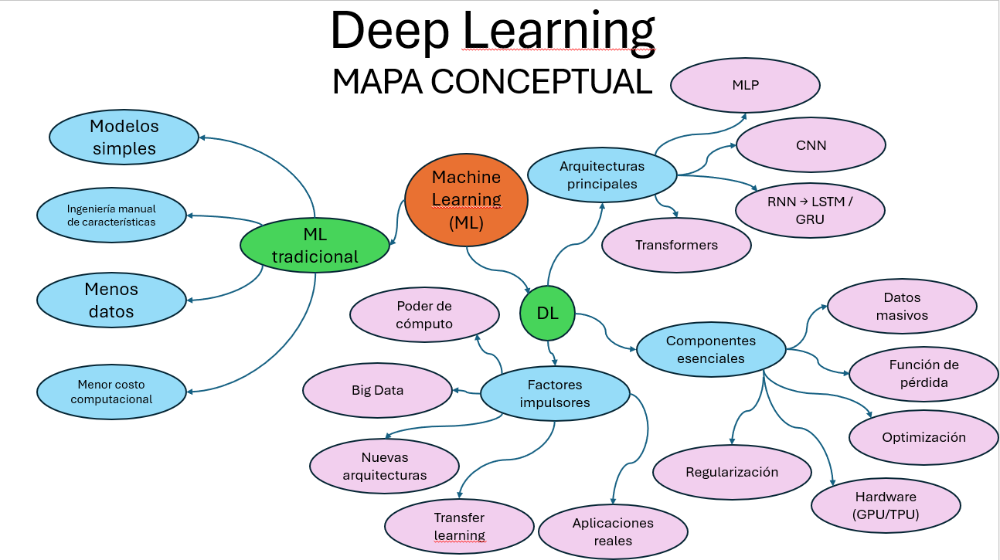 Deep Learning
MAPA CONCEPTUAL
Modelos
simples
Ingeniería manual
de características
Menos
datos
Menor costo
computacional
ML
tradicional
Machine
Learning
(ML)
DL
Arquitecturas
principales
MLP
CNN
RNN → LSTM /
GRU
Transformers
Componentes
esenciales
Datos
masivos
Función de
pérdida
Optimización
Hardware
(GPU/TPU)
Regularización
Factores
impulsores
Poder de
cómputo
Big Data
Nuevas
arquitecturas
Transfer
learning
Aplicaciones
reales